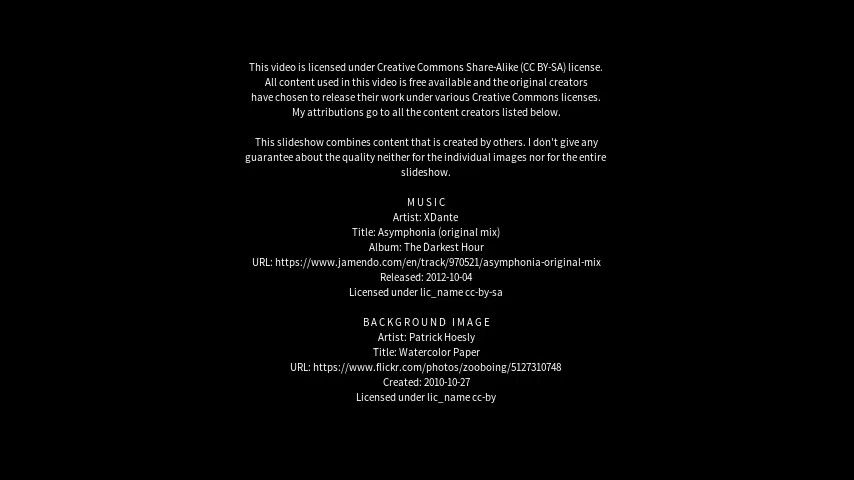 This video is licensed under Creative Commons Share-Alike (CC BY-SA) license.
All content used in this video is free available and the original creators
have chosen to release their work under various Creative Commons licenses.
My attributions go to all the content creators listed below.
This slideshow combines content that is created by others. I don't give any
guarantee about the quality neither for the individual images nor for the entire
slideshow.
MUSIC
Artist: XDante
Title: Asymphonia (original mix)
Album: The Darkest Hour
URL: https://www.jamendo.com/en/track/970521/asymphonia-original-mix
Released: 2012-10-04
Licensed under lic_name cc-by-sa
BACKGROUND IMAGE
Artist: Patrick Hoesly
Title: Watercolor Paper
URL: https://www.flickr.com/photos/zooboing/5127310748
Created: 2010-10-27
Licensed under lic_name cc-by